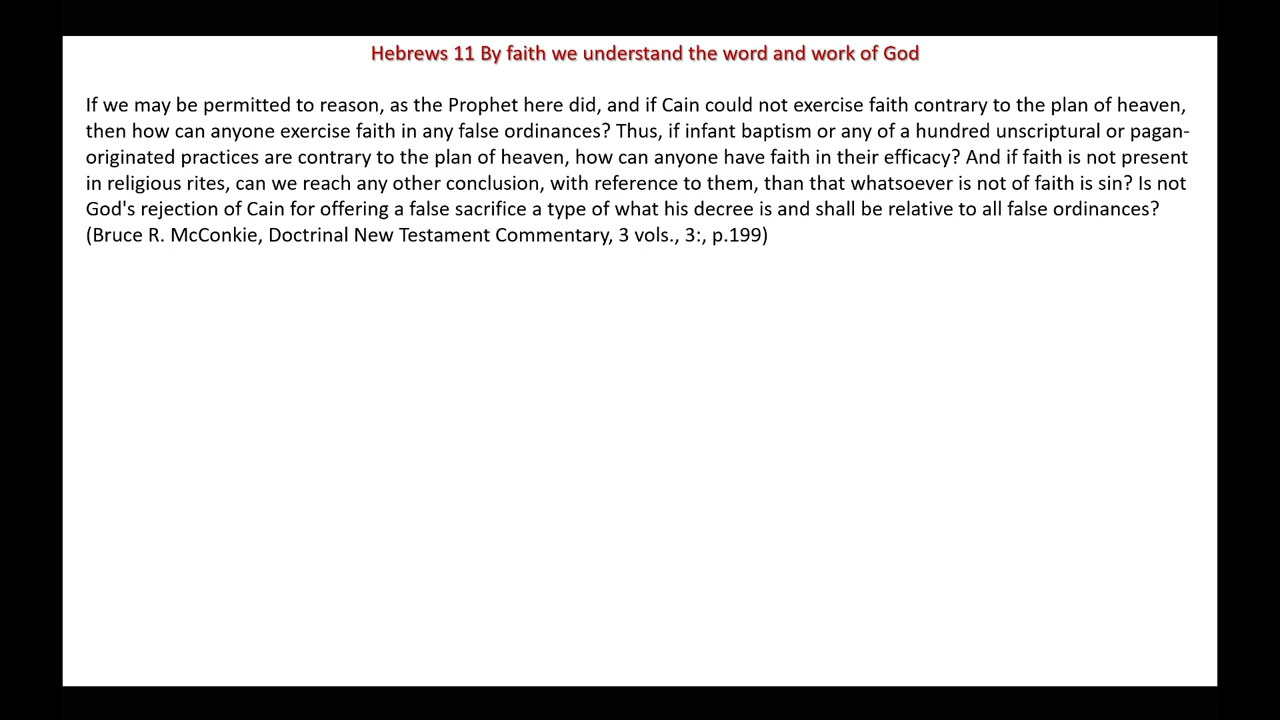 Hebrews 11 By faith we understand the word and work of God
If we may be permitted to reason, as the Prophet here did, and if Cain could not exercise faith contrary to the plan of heaven,
then how can anyone exercise faith in any false ordinances? Thus, if infant baptism or any of a hundred unscriptural or pagan-
originated practices are contrary to the plan of heaven, how can anyone have faith in their efficacy? And if faith is not present
in religious rites, can we reach any other conclusion, with reference to them, than that whatsoever is not of faith is sin? Is not
God's rejection of Cain for offering a false sacrifice a type of what his decree is and shall be relative to all false ordinances?
(Bruce R. McConkie, Doctrinal New Testament Commentary, 3 vols., 3:, p.199)